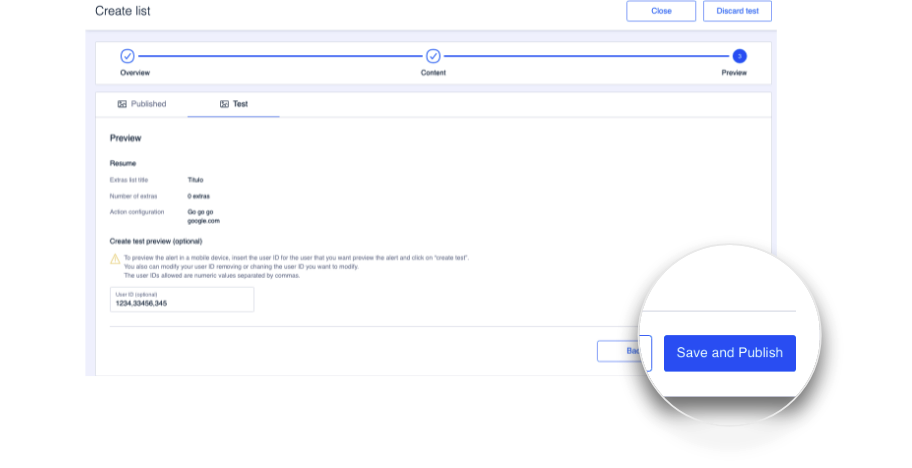 Create list
Close
Discard test
Overview
Content
Preview
Published
Test
Preview
Resume
Extras list title
Título
Number of extras
0 extras
Action configuration
Go go go
google.com
Create test preview (optional)
To preview the alert in a mobile device, insert the user ID for the user that you want preview the alert and click on "create test".
You also can modify your user ID removing or sharing the user ID you want to modify.
The user IDs allowed are numeric values separated by commas.
User ID (optional)
1234,33456,345
Save and Publish